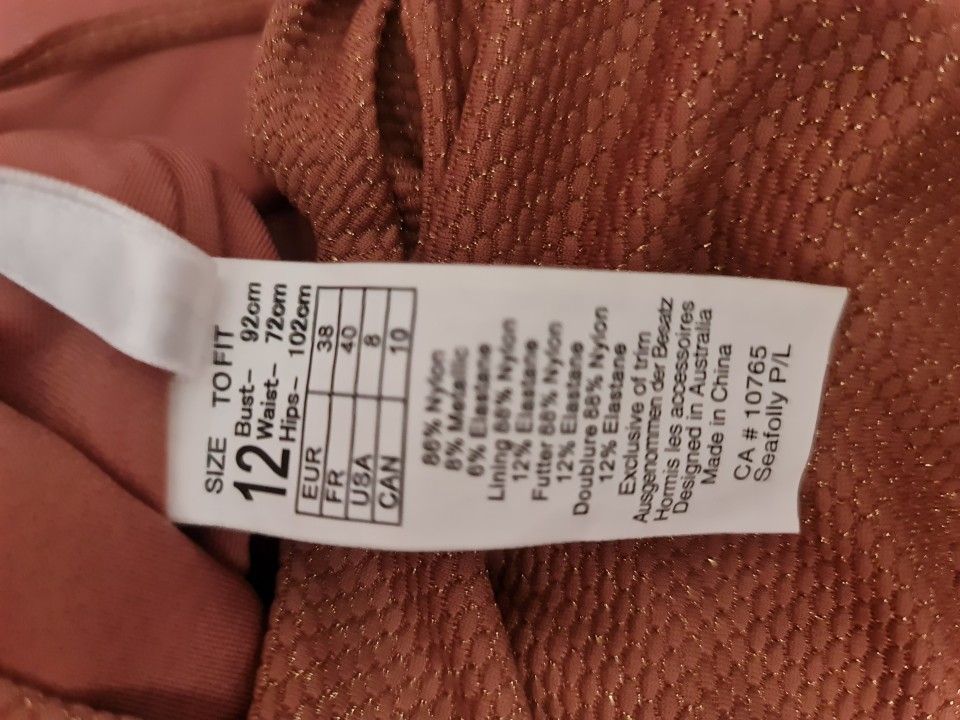 SIZE TO FIT
12 Bust- 92cm
Waist- 72cm
Hips- 102cm
EUR 38
FR 40
USA 8
CAN 10
86% Nylon
8% Metallic
6% Elastane
Lining 88% Nylon
12% Elastane
Futter 88% Nylon
12% Elastane
Doublure 88% Nylon
12% Elastane
Exclusive of trim
Ausgenommen der Besatz
Hormis les accessoires
Designed in Australia
Made in China
CA # 10765
Seafolly P/L